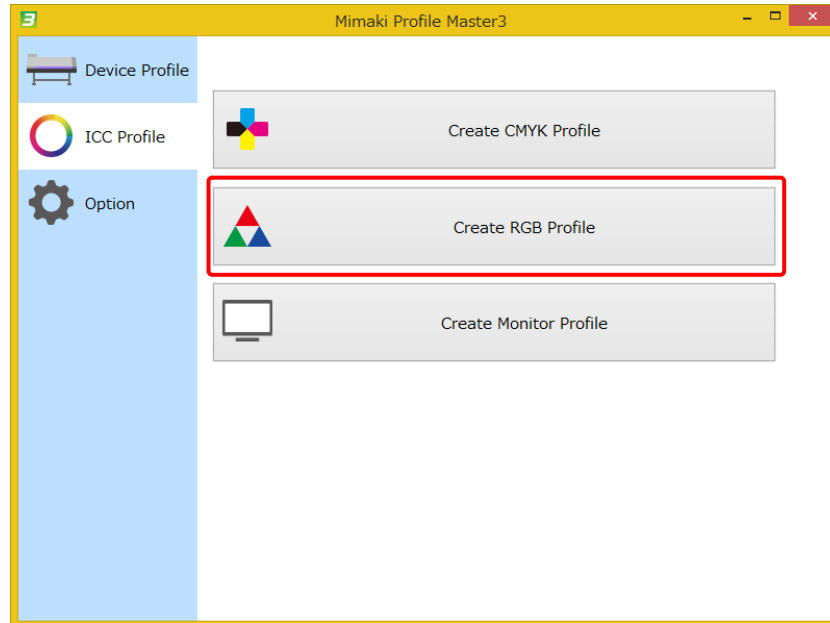 3
Mimaki Profile Master3
Device Profile
ICC Profile
Option
Create CMYK Profile
Create RGB Profile
Create Monitor Profile